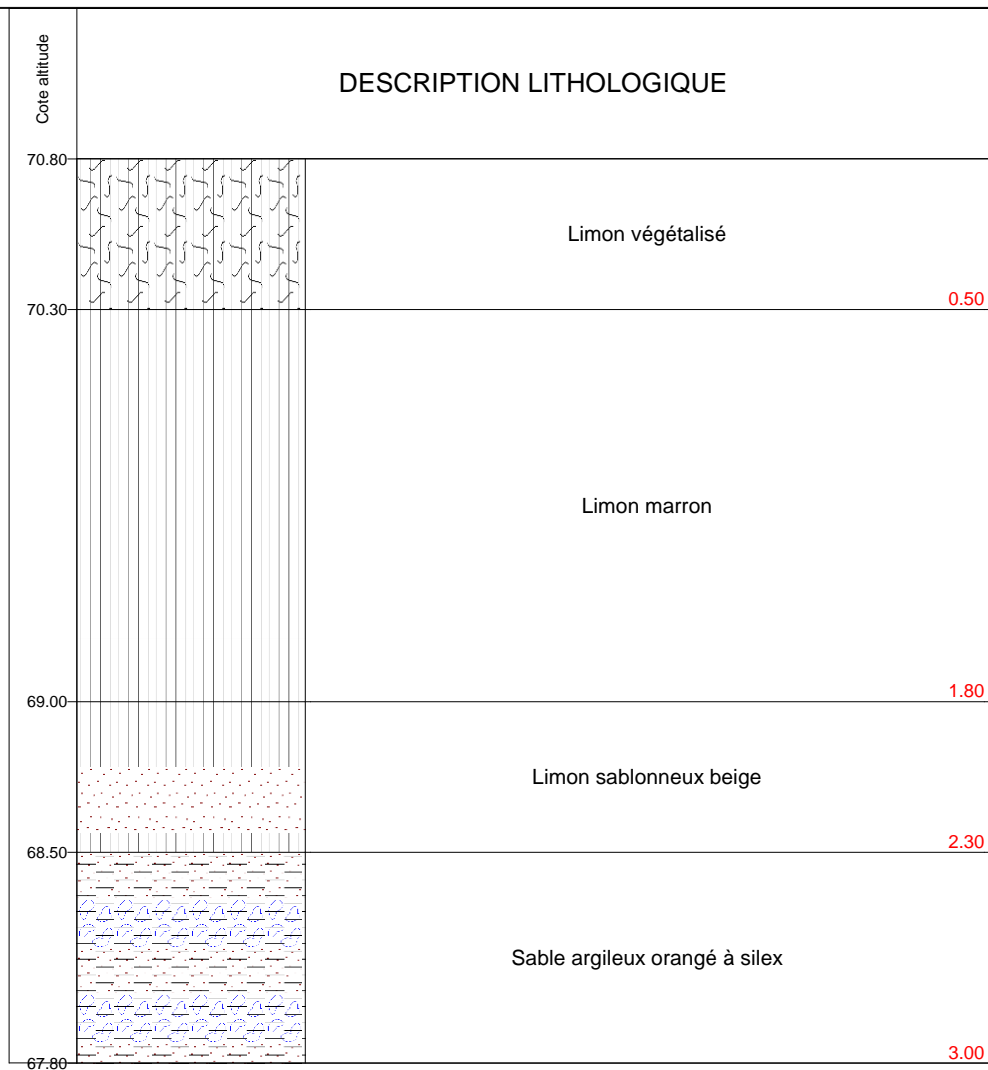 Cote altitude
DESCRIPTION LITHOLOGIQUE
70.80
Limon végétalisé
0.50
70.30
Limon marron
1.80
69.00
Limon sablonneux beige
2.30
68.50
Sable argileux orangé à silex
3.00
67.80